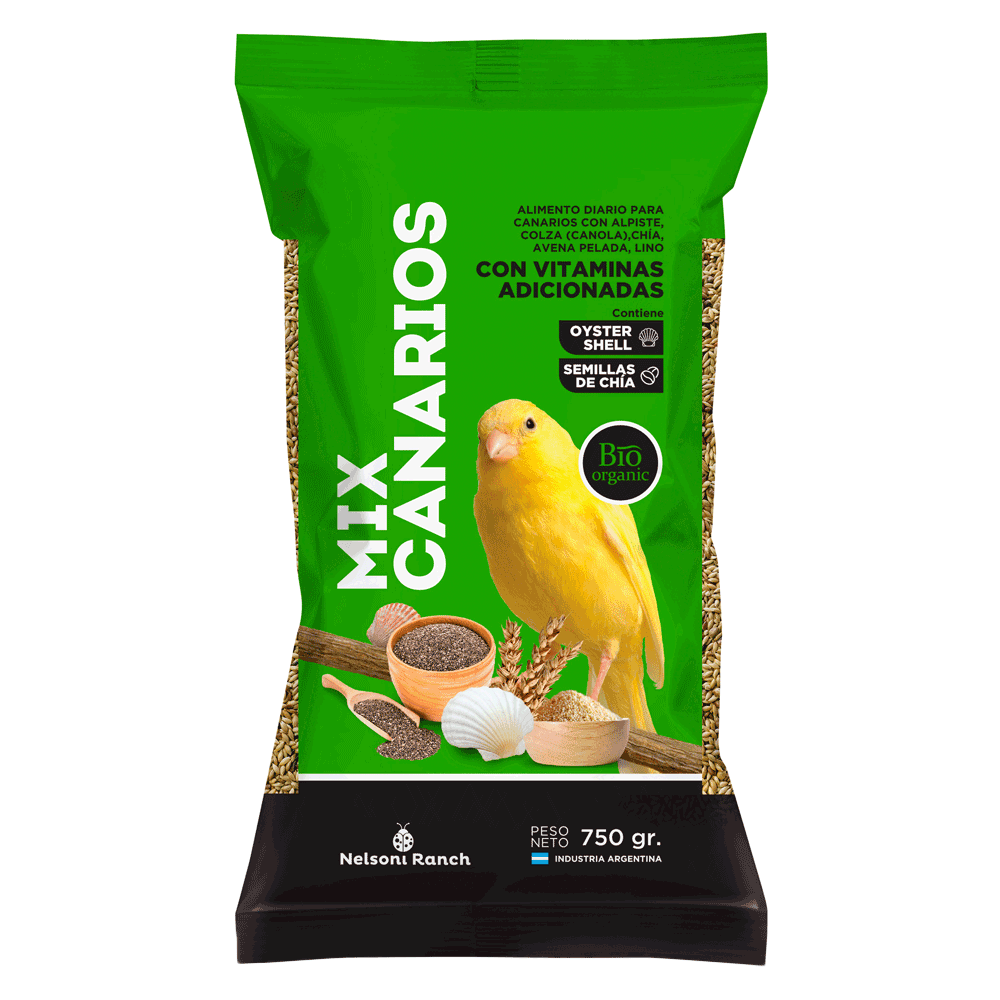 MIX
CANARIOS
ALIMENTO DIARIO PARA
CANARIOS CON ALPISTE,
COLZA (CANOLA),CHÍA,
AVENA PELADA, LINO
CON VITAMINAS
ADICIONADAS
Contiene
OYSTER
SHELL
SEMILLAS
DE CHÍA
Bio
organic
Nelsoni Ranch
PESO
NETO 750 gr.
INDUSTRIA ARGENTINA